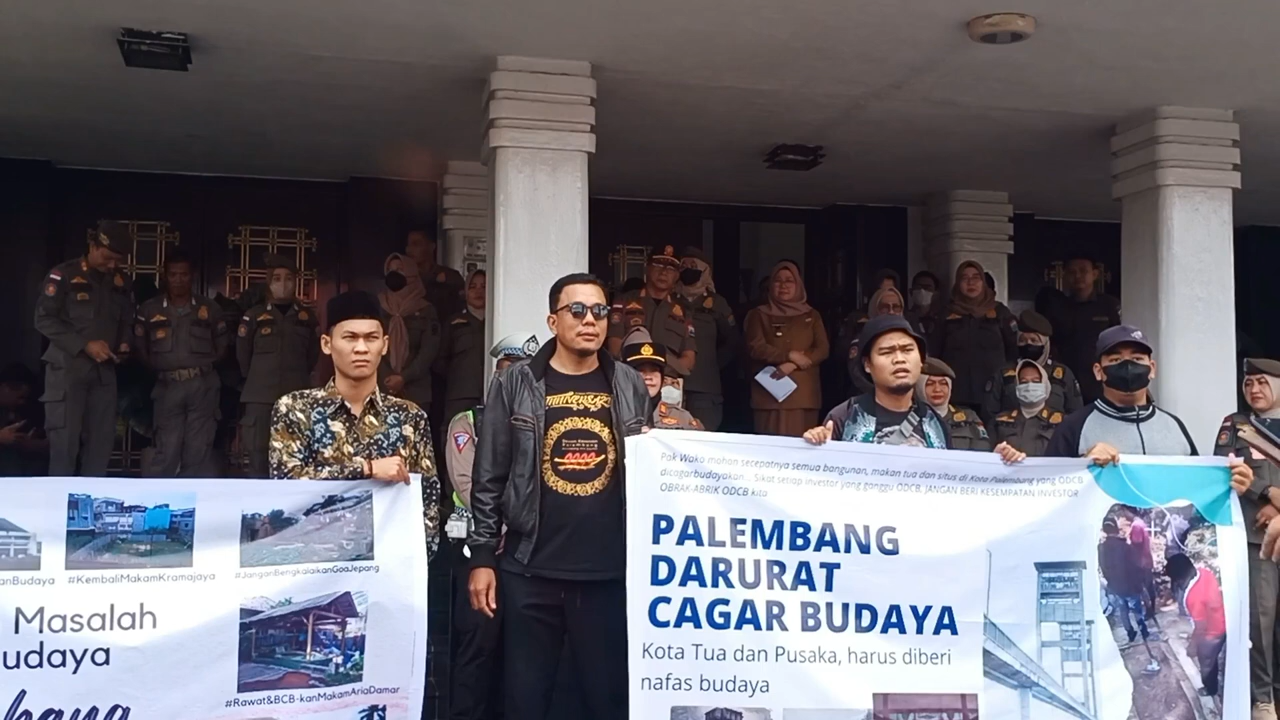 anBudaya
#KembaliMakamKramajaya
#JanganBengkalaikanGoaJepang
Masalah
udaya
#Rawat&BCB-kanMakamAriaDamar
Pak Wako mohon secepatnya semua bangunan, makan tua dan situs di Kota Palembang yang ODCB
dicagarbudayakan... Sikat setiap investor yang ganggu ODCB, JANGAN BERI KESEMPATAN INVESTOR
OBRAK-ABRIK ODCB kita
PALEMBANG
DARURAT
CAGAR BUDAYA
Kota Tua dan Pusaka, harus diberi
nafas budaya